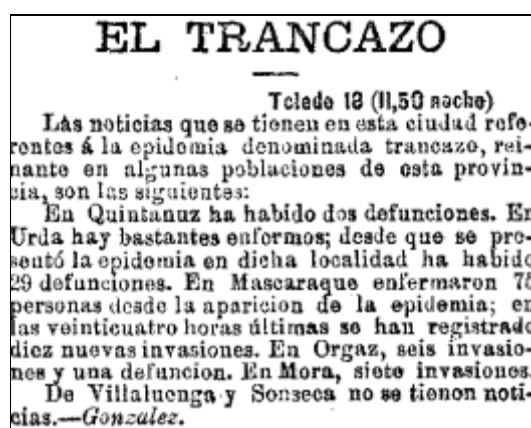 EL TRANCAZO
Toledo 18 (11,50 noche)
Las noticias que se tienen en esta ciudad refe-
rentes á la epidemia denominada trancazo, rei-
nante en algunas poblaciones de esta provin-
cia, son las siguientes:
En Quintanuz ha habido dos defunciones. En
Urda hay bastantes enfermos; desde que se pre-
sentó la epidemia en dicha localidad ha habido
29 defunciones. En Mascaraque enfermaron
personas desde la aparicion de la epidemia; en
las veinticuatro horas últimas se han registrado
diez nuevas invasiones. En Orgaz, seis invasio-
nes y una defuncion. En Mora, siete invasiones.
De Villaluenga y Sonseca no se tienen noti-
cias.—Gonzalez.